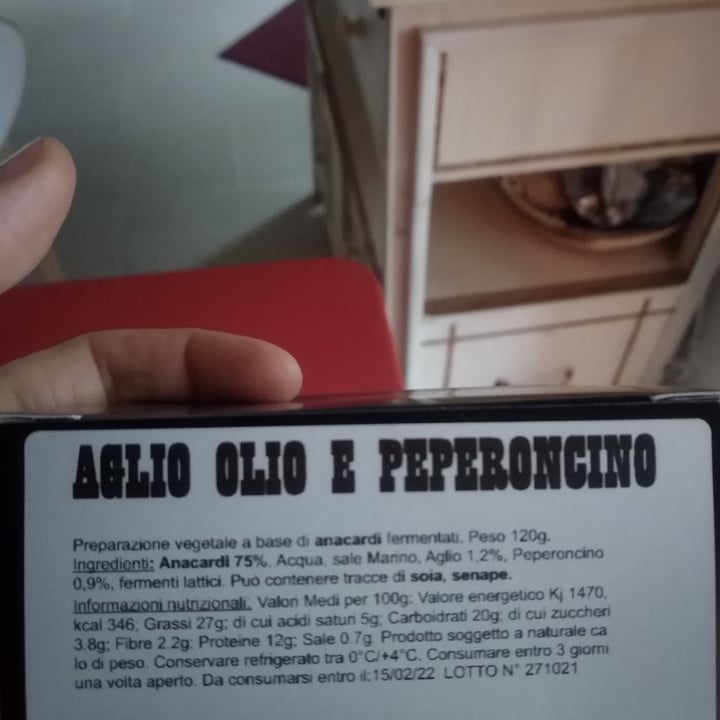 AGLIO OLIO E PEPERONCINO
Preparazione vegetale a base di anacardi fermentati. Peso 120g.
Ingredienti: Anacardi 75%. Acqua, sale Marino, Aglio 1,2%, Peperoncino
0,9%, fermenti lattici. Può contenere tracce di soia, senape.
Informazioni nutrizionali: Valori Medi per 100g: Valore energetico Kj 1470,
kcal 346; Grassi 27g; di cui acidi saturi 5g; Carboidrati 20g; di cui zuccheri
3.8g; Fibre 2.2g; Proteine 12g; Sale 0.7g. Prodotto soggetto a naturale ca
lo di peso. Conservare refrigerato tra 0°C/+4°C. Consumare entro 3 giorni
una volta aperto. Da consumarsi entro il:15/02/22 LOTTO N° 271021